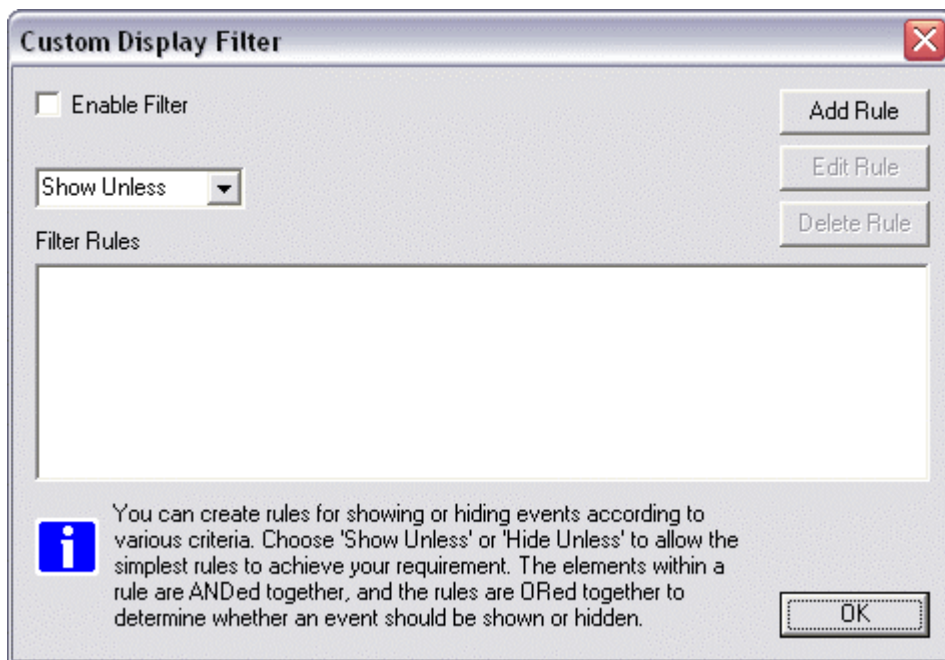 Custom Display Filter
Enable Filter
Add Rule
Show Unless
Edit Rule
Delete Rule
Filter Rules
You can create rules for showing or hiding events according to
various criteria. Choose 'Show Unless' or 'Hide Unless' to allow the
simplest rules to achieve your requirement. The elements within a
rule are ANDed together, and the rules are ORed together to
determine whether an event should be shown or hidden.
OK